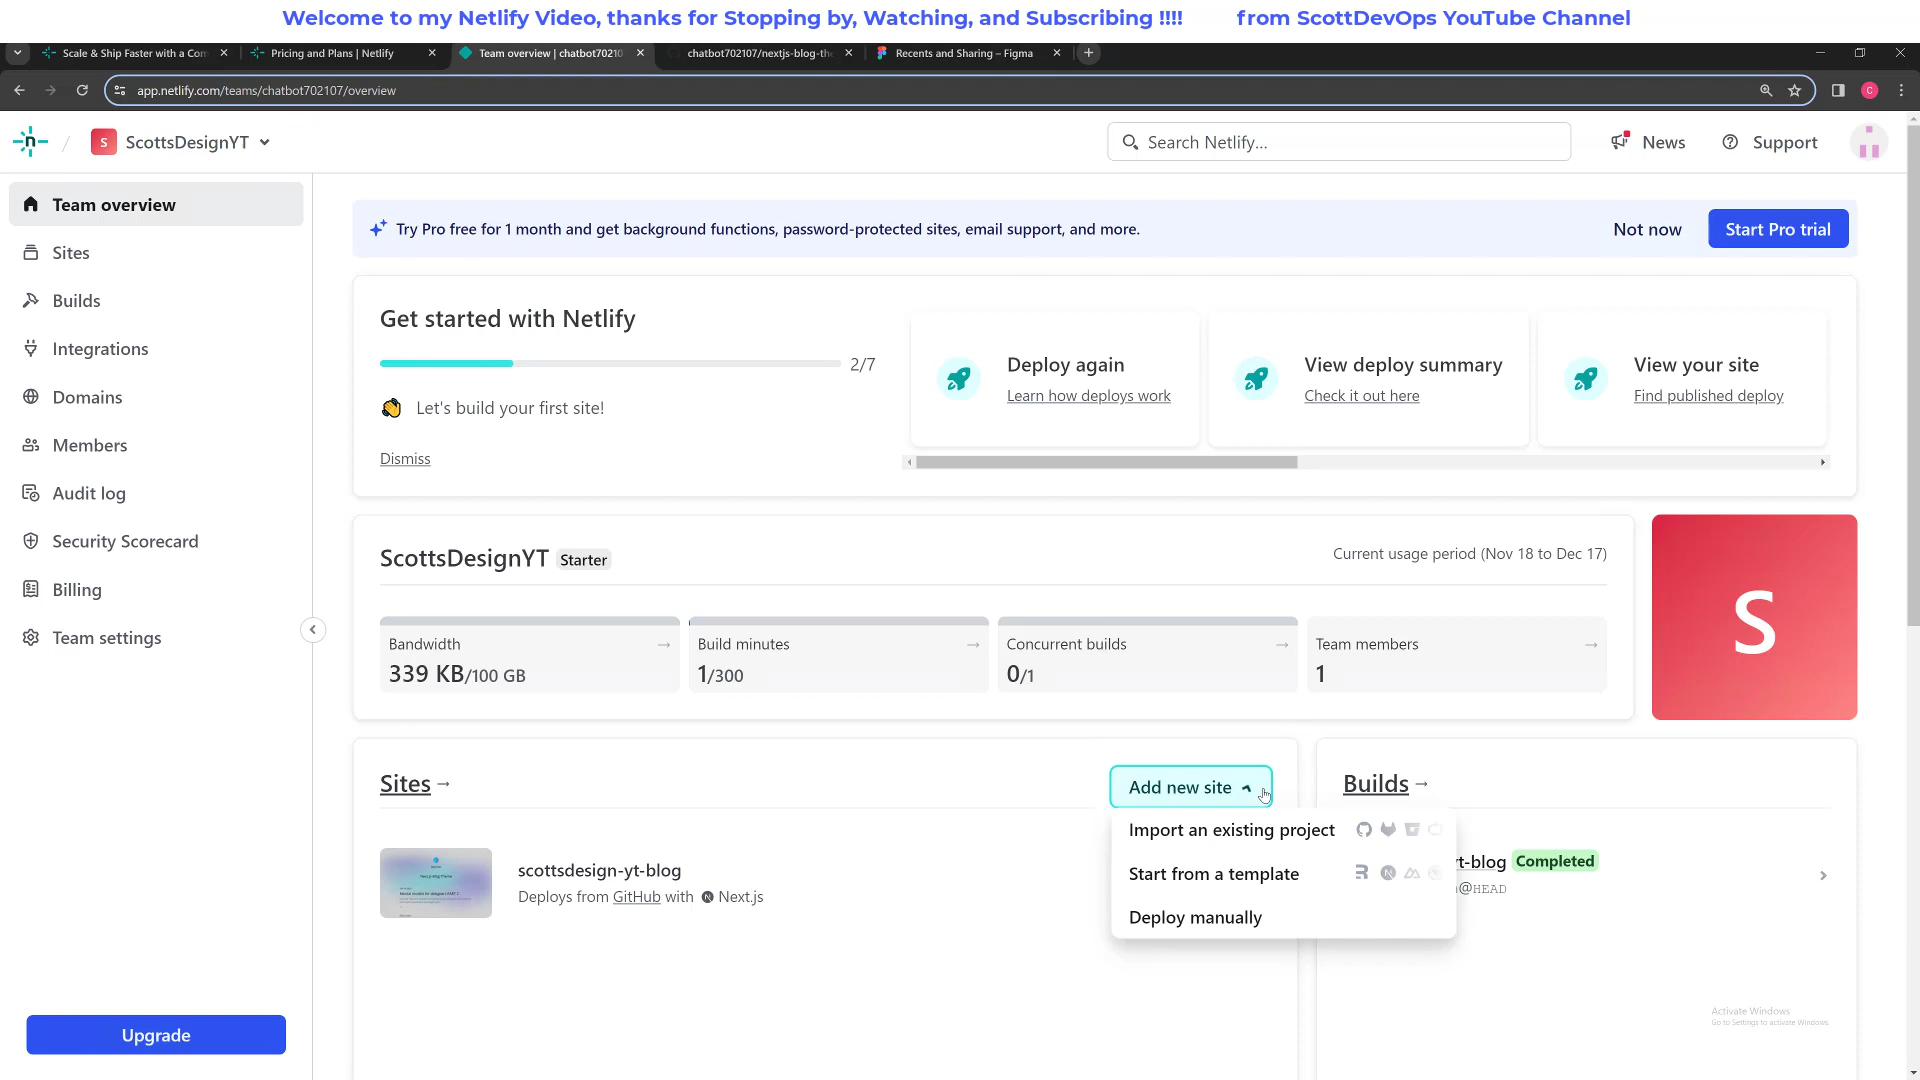 Welcome to my Netlify Video, thanks for Stopping by, Watching, and Subscribing !!!! from ScottDevOps YouTube Channel
Scale & Ship Faster with a Com
Pricing and Plans | Netlify
Team overview | chatbot70210
chatbot702107/nextjs-blog-the
Recents and Sharing – Figma
app.netlify.com/teams/chatbot702107/overview
C
n / S ScottsDesignYT
Search Netlify...
News
Support
Team overview
Sites
Builds
Integrations
Domains
Members
Audit log
Security Scorecard
Billing
Team settings
Upgrade
Try Pro free for 1 month and get background functions, password-protected sites, email support, and more.
Not now
Start Pro trial
Get started with Netlify
2/7
Let's build your first site!
Dismiss
Deploy again
Learn how deploys work
View deploy summary
Check it out here
View your site
Find published deploy
ScottsDesignYT Starter
Current usage period (Nov 18 to Dec 17)
Bandwidth →
339 KB/100 GB
Build minutes →
1/300
Concurrent builds →
0/1
Team members →
1
S
Sites →
Add new site
Import an existing project
Start from a template
Deploy manually
scottsdesign-yt-blog
Deploys from GitHub with N Next.js
Builds →
t-blog Completed
@HEAD
Activate Windows
Go to Settings to activate Windows.